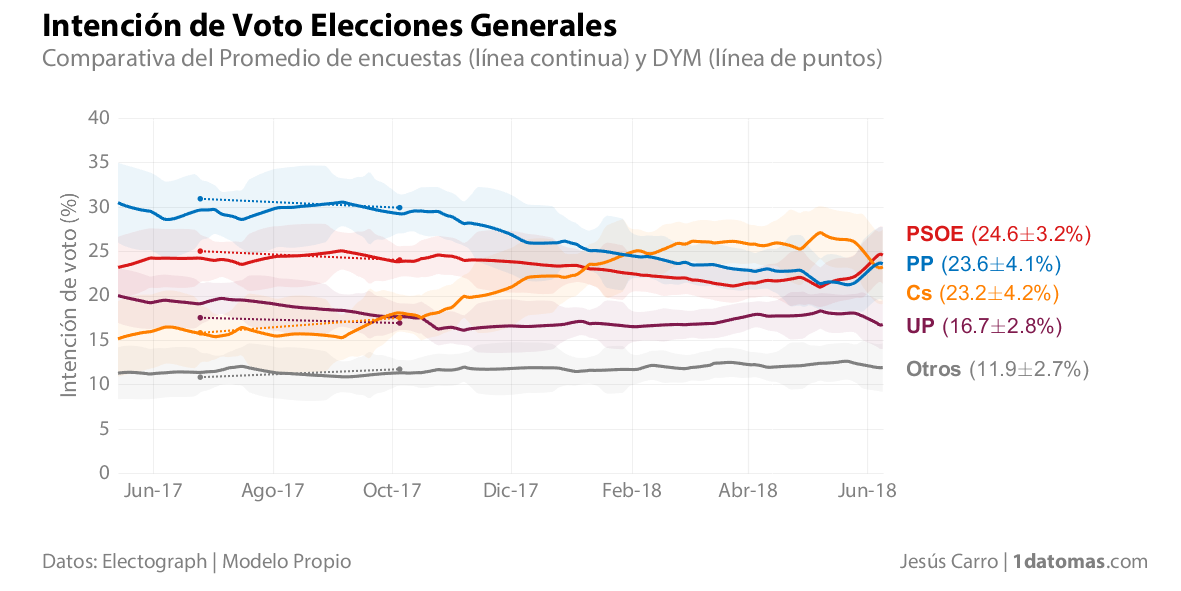 Intención de Voto Elecciones Generales
Comparativa del Promedio de encuestas (línea continua) y DYM (línea de puntos)
Intención de voto (%)
40
35
30
25
20
15
10
5
0
Jun-17 Ago-17 Oct-17 Dic-17 Feb-18 Abr-18 Jun-18
PSOE (24.6±3.2%)
PP (23.6±4.1%)
Cs (23.2±4.2%)
UP (16.7±2.8%)
Otros (11.9±2.7%)
Datos: Electograph | Modelo Propio
Jesús Carro | 1datomas.com